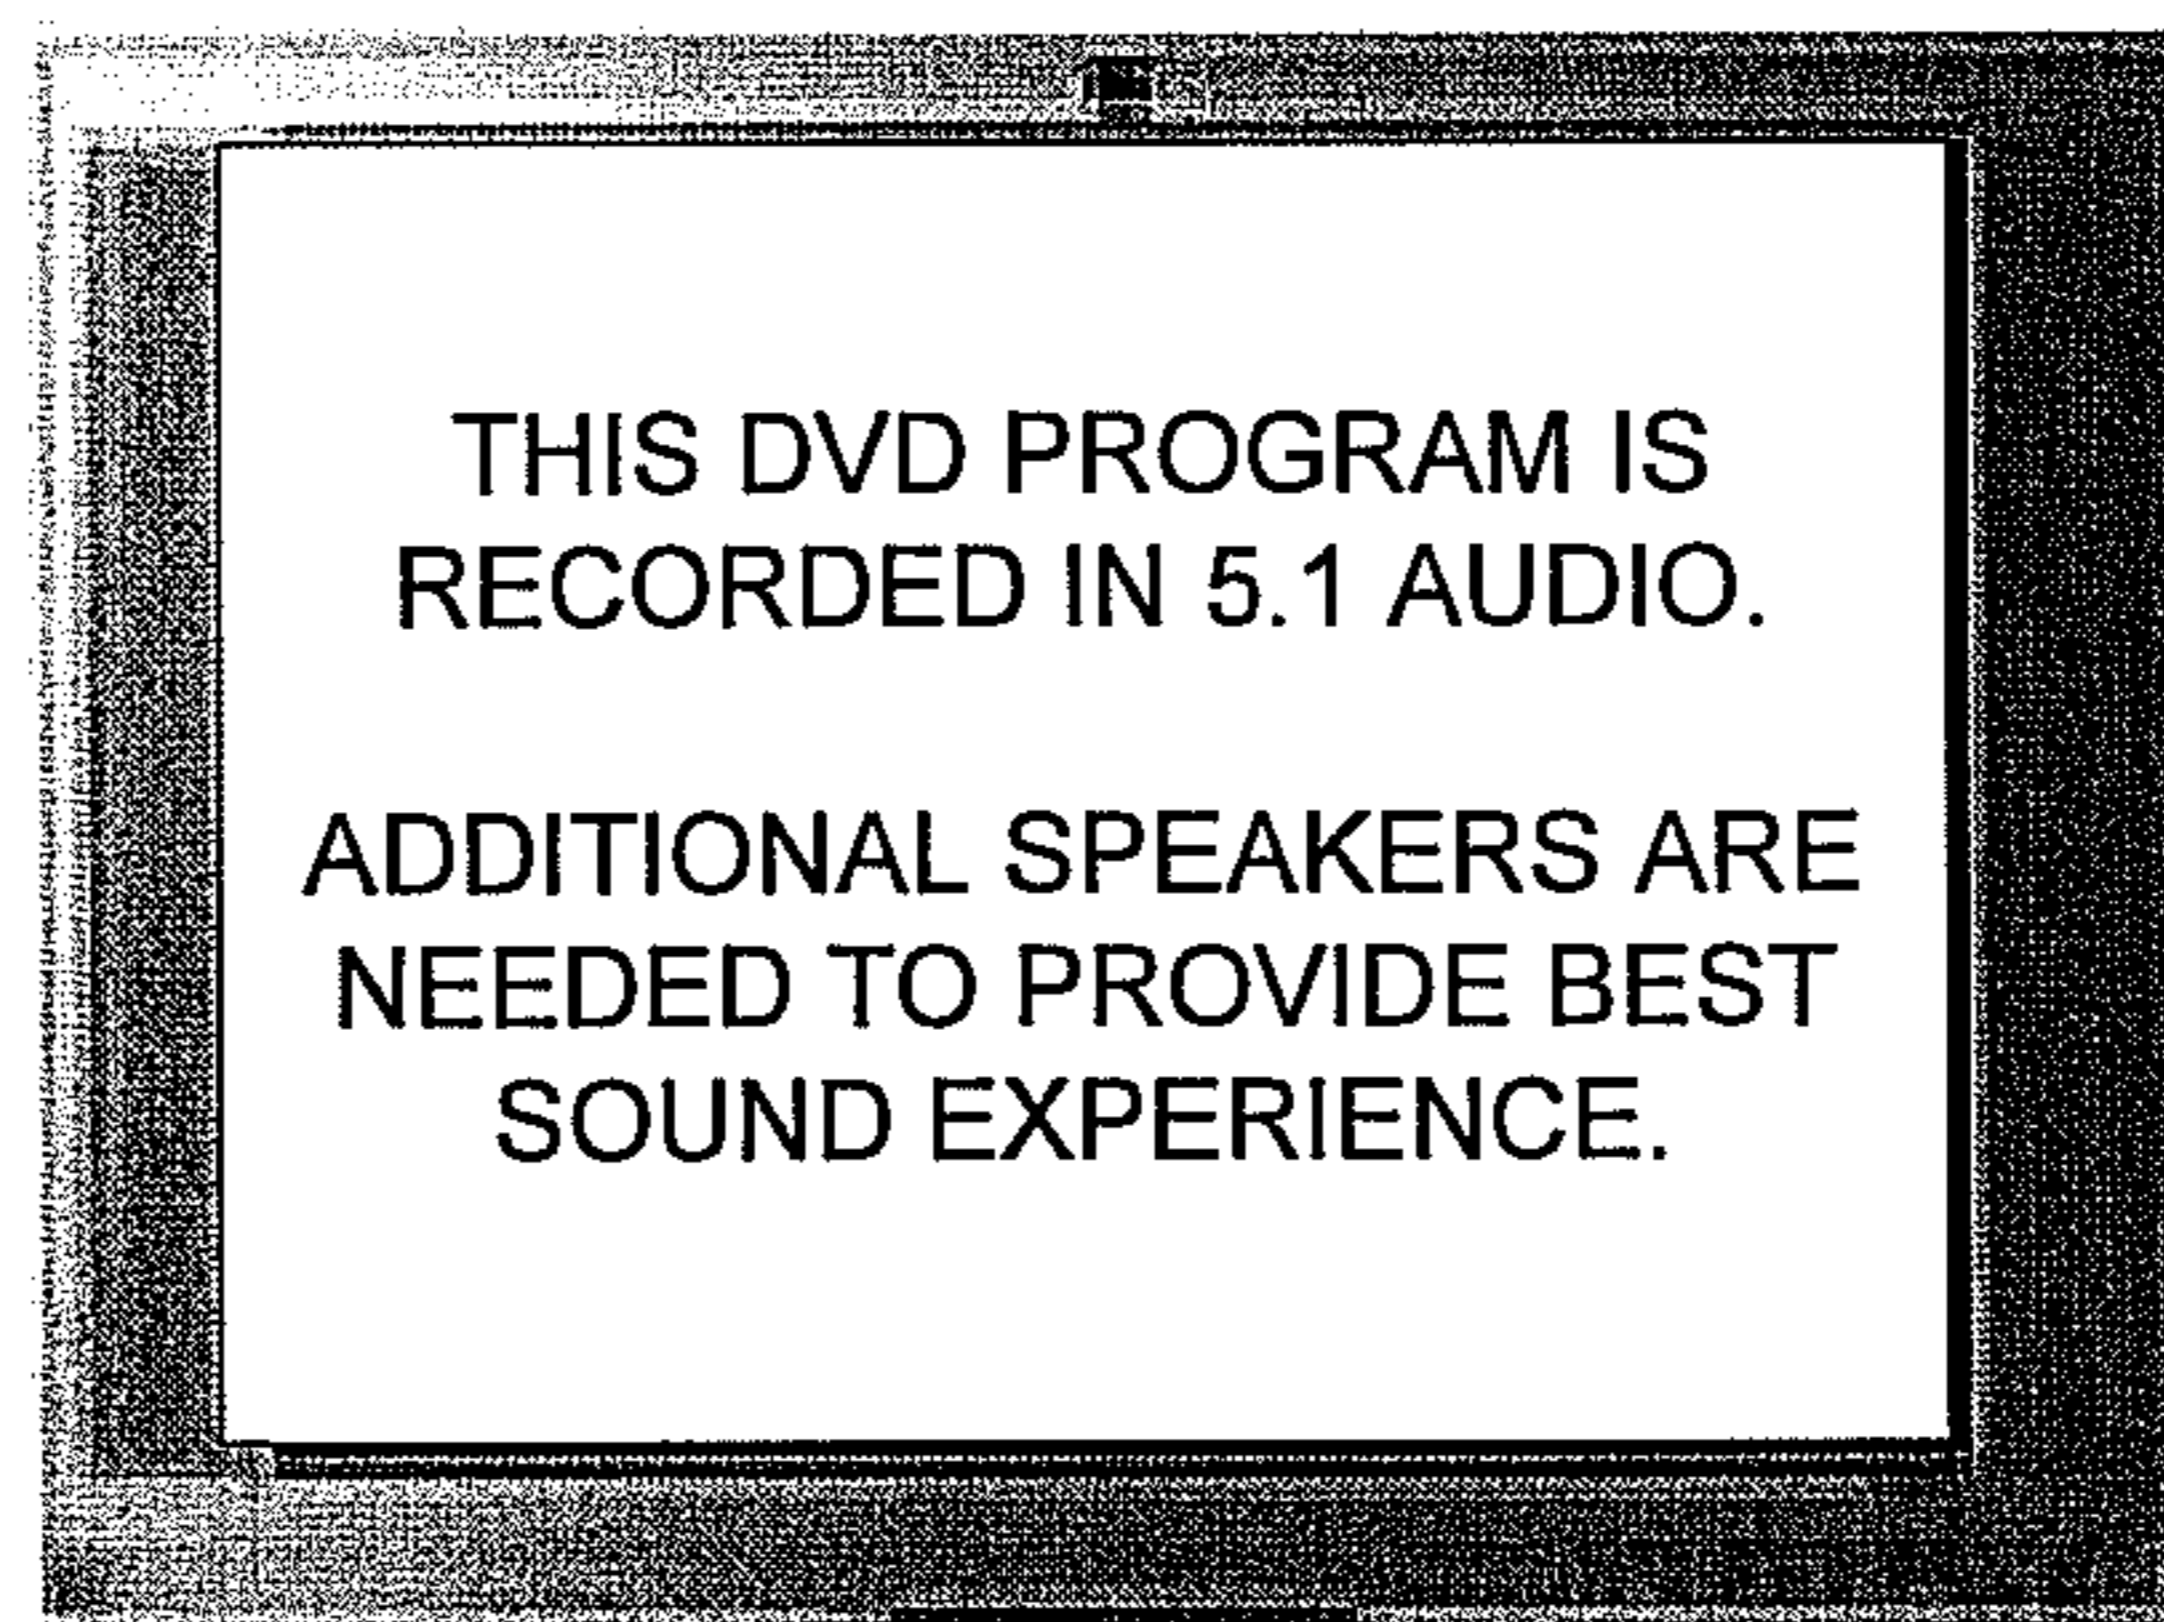 THIS DVD PROGRAM IS
RECORDED IN 5.1 AUDIO.
ADDITIONAL SPEAKERS ARE
NEEDED TO PROVIDE BEST
SOUND EXPERIENCE.